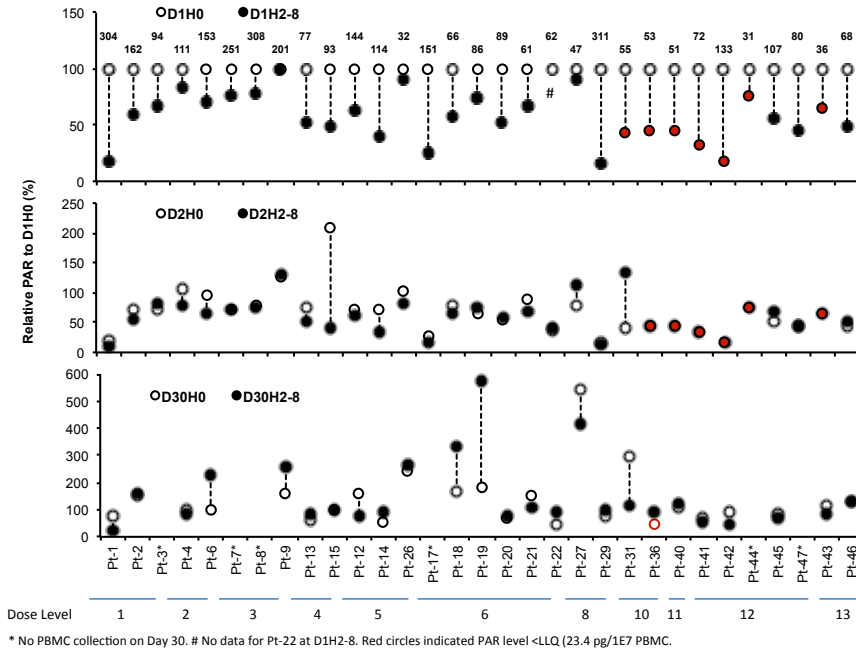 ○D1H0 ●D1H2-8
304 162 94 111 153 251 308 201 77 93 144 114 32 151 66 86 89 61 62 47 311 55 53 51 72 133 31 107 80 36 68
150
100
50
0
#
Relative PAR to D1H0 (%)
○D2H0 ●D2H2-8
250
200
150
100
50
0
○D30H0 ●D30H2-8
600
500
400
300
200
100
0
Pt-1 Pt-2 Pt-3* Pt-4 Pt-6 Pt-7* Pt-8* Pt-9 Pt-13 Pt-15 Pt-12 Pt-14 Pt-26 Pt-17* Pt-18 Pt-19 Pt-20 Pt-21 Pt-22 Pt-27 Pt-29 Pt-31 Pt-36 Pt-40 Pt-41 Pt-42 Pt-44* Pt-45 Pt-47* Pt-43 Pt-46
Dose Level 1 2 3 4 5 6 8 10 11 12 13
* No PBMC collection on Day 30. # No data for Pt-22 at D1H2-8. Red circles indicated PAR level <LLQ (23.4 pg/1E7 PBMC.